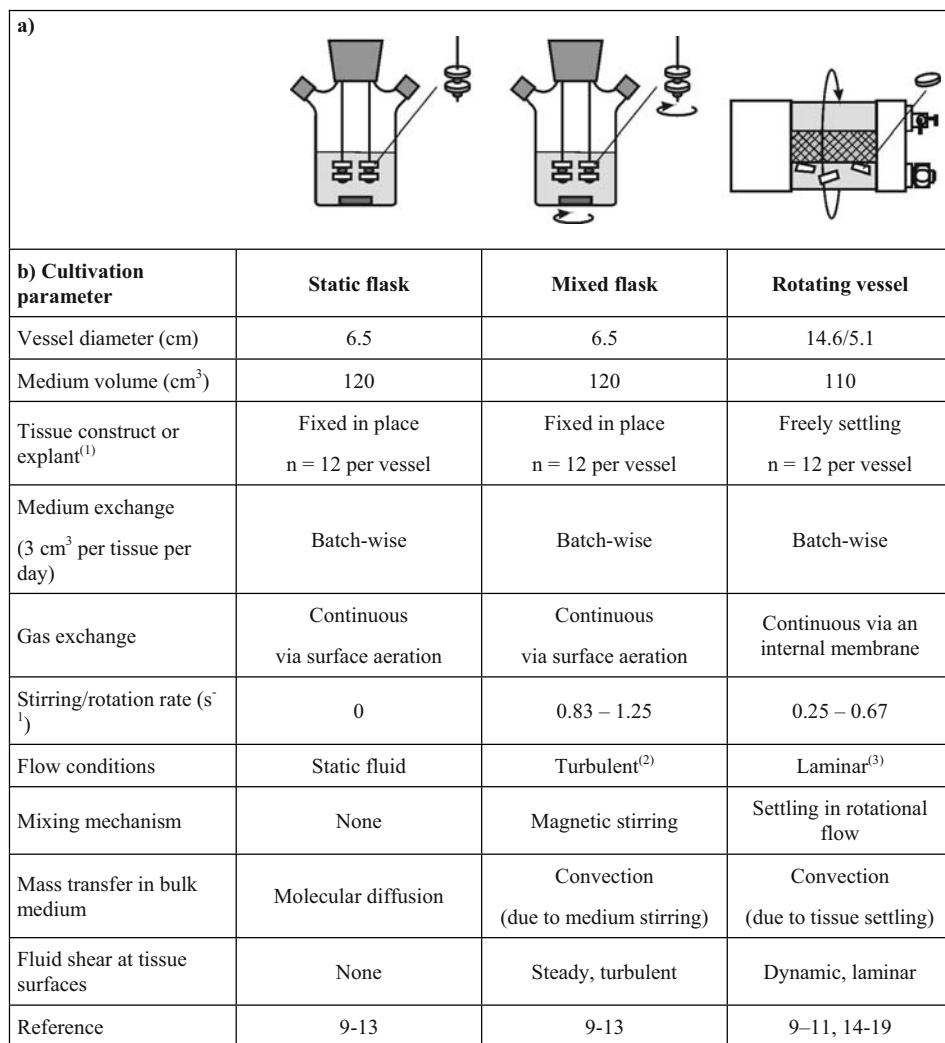 a)
b) Cultivation
parameter
Static flask
Mixed flask
Rotating vessel
Vessel diameter (cm)
6.5
6.5
14.6/5.1
Medium volume (cm³)
120
120
110
Tissue construct or
explant⁽¹⁾
Fixed in place
n = 12 per vessel
Fixed in place
n = 12 per vessel
Freely settling
n = 12 per vessel
Medium exchange
(3 cm³ per tissue per
day)
Batch-wise
Batch-wise
Batch-wise
Gas exchange
Continuous
via surface aeration
Continuous
via surface aeration
Continuous via an
internal membrane
Stirring/rotation rate (s⁻
¹)
0
0.83 – 1.25
0.25 – 0.67
Flow conditions
Static fluid
Turbulent⁽²⁾
Laminar⁽³⁾
Mixing mechanism
None
Magnetic stirring
Settling in rotational
flow
Mass transfer in bulk
medium
Molecular diffusion
Convection
(due to medium stirring)
Convection
(due to tissue settling)
Fluid shear at tissue
surfaces
None
Steady, turbulent
Dynamic, laminar
Reference
9-13
9-13
9–11, 14-19